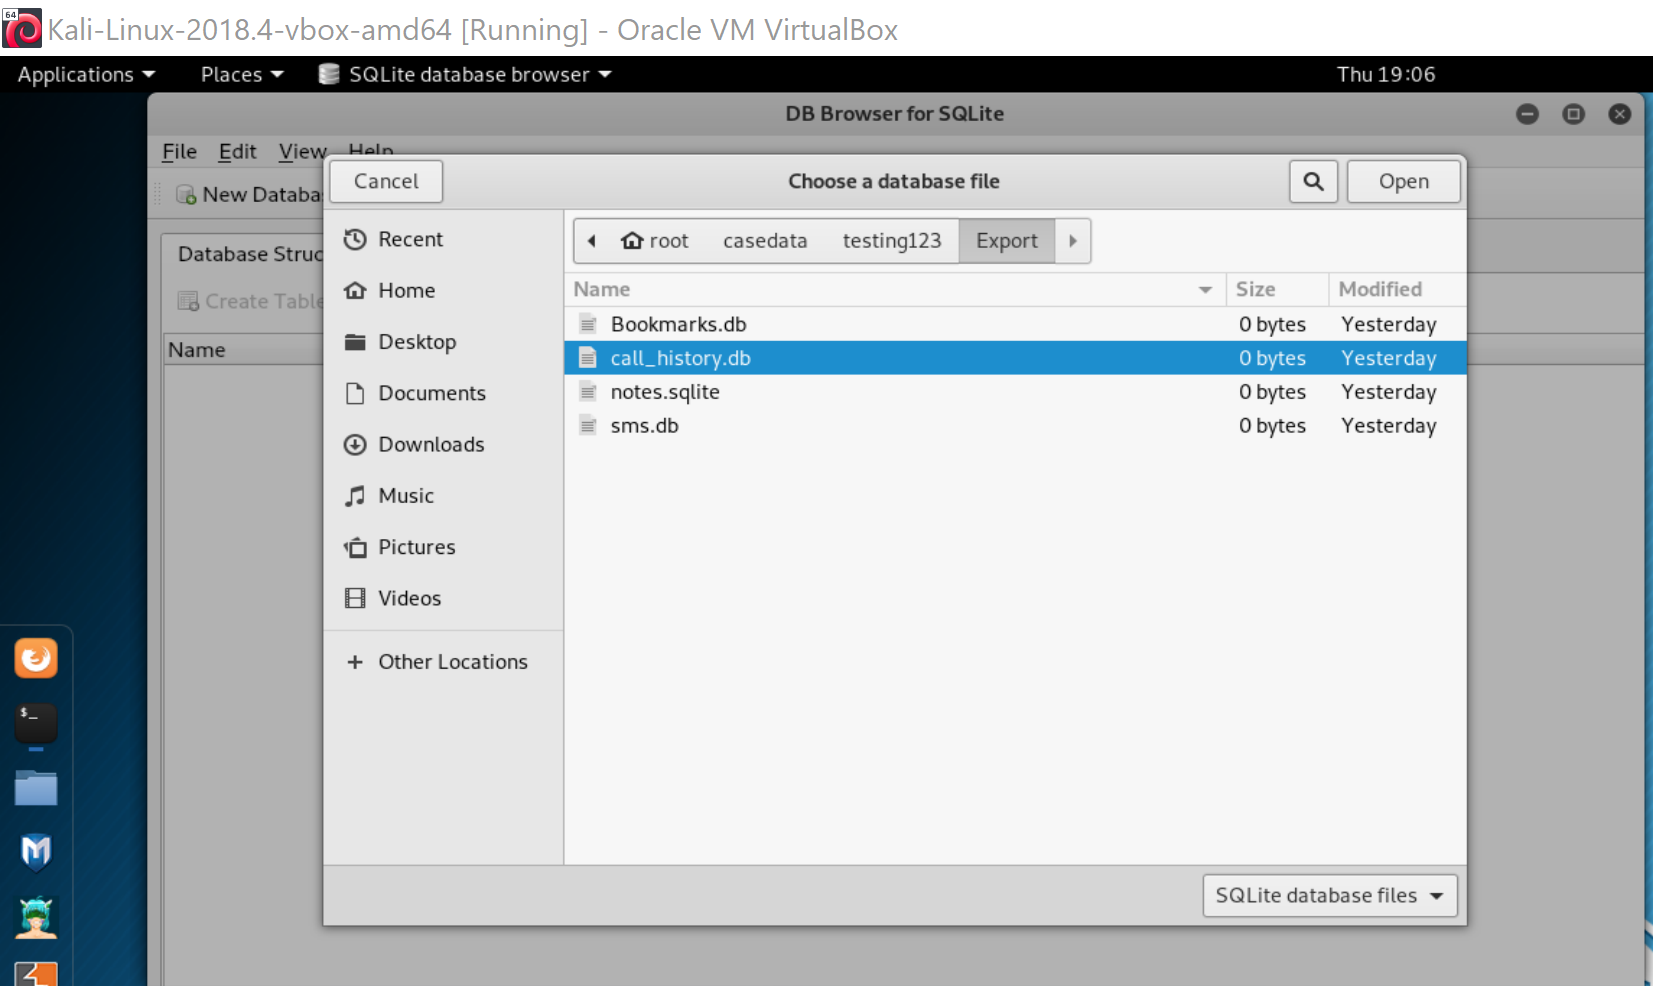 64
Kali-Linux-2018.4-vbox-amd64 [Running] - Oracle VM VirtualBox
Applications Places SQLite database browser Thu 19:06
DB Browser for SQLite
File Edit View Help
New Databa
Cancel Choose a database file Open
Database Struc
Create Table
Name
Recent
Home
Desktop
Documents
Downloads
Music
Pictures
Videos
Other Locations
root casedata testing123 Export
Name Size Modified
Bookmarks.db 0 bytes Yesterday
call_history.db 0 bytes Yesterday
notes.sqlite 0 bytes Yesterday
sms.db 0 bytes Yesterday
SQLite database files
$_